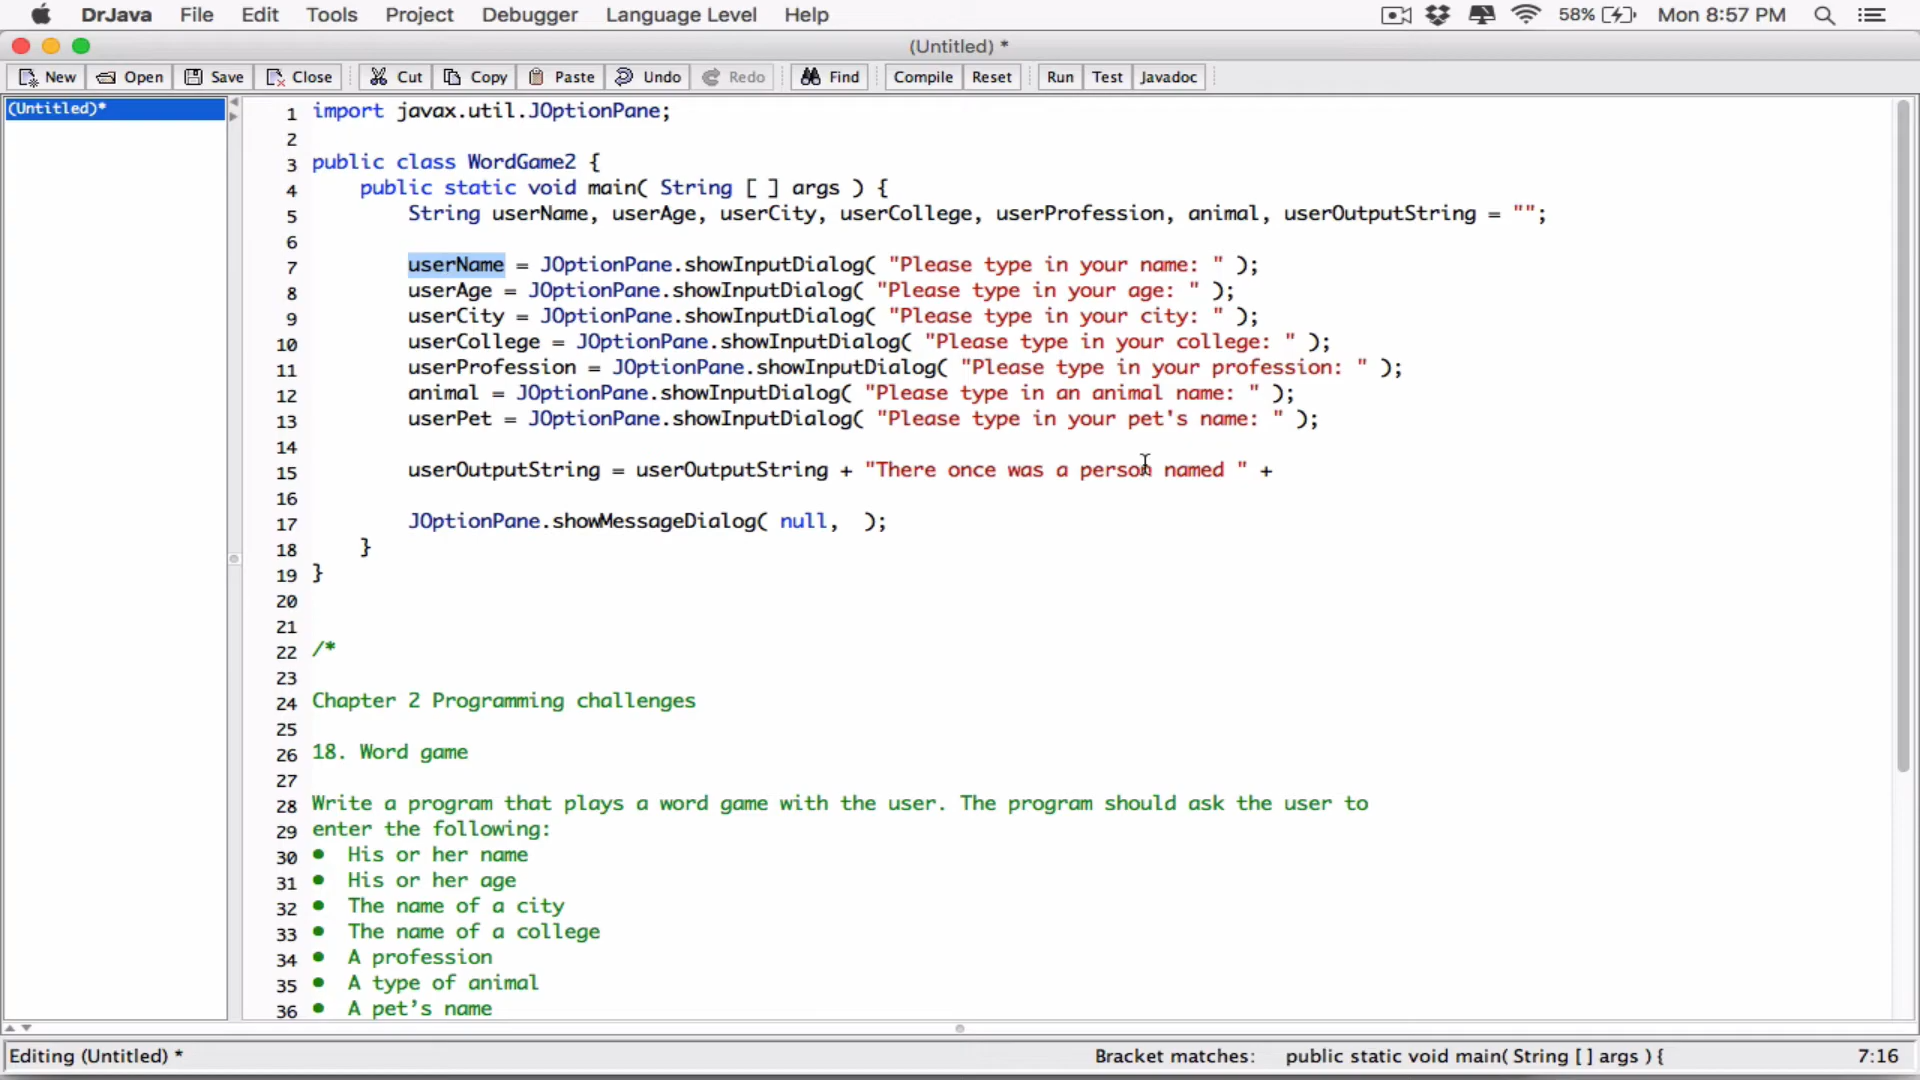 DrJava File Edit Tools Project Debugger Language Level Help 58% Mon 8:57 PM
(Untitled) *
New Open Save Close Cut Copy Paste Undo Redo Find Compile Reset Run Test Javadoc
(Untitled)*
1 import javax.util.JOptionPane;
2
3 public class WordGame2 {
4 public static void main( String [ ] args ) {
5 String userName, userAge, userCity, userCollege, userProfession, animal, userOutputString = "";
6
7 userName = JOptionPane.showInputDialog( "Please type in your name: " );
8 userAge = JOptionPane.showInputDialog( "Please type in your age: " );
9 userCity = JOptionPane.showInputDialog( "Please type in your city: " );
10 userCollege = JOptionPane.showInputDialog( "Please type in your college: " );
11 userProfession = JOptionPane.showInputDialog( "Please type in your profession: " );
12 animal = JOptionPane.showInputDialog( "Please type in an animal name: " );
13 userPet = JOptionPane.showInputDialog( "Please type in your pet's name: " );
14
15 userOutputString = userOutputString + "There once was a person named " +
16
17 JOptionPane.showMessageDialog( null,  );
18 }
19 }
20
21
22 /*
23
24 Chapter 2 Programming challenges
25
26 18. Word game
27
28 Write a program that plays a word game with the user. The program should ask the user to
29 enter the following:
30 • His or her name
31 • His or her age
32 • The name of a city
33 • The name of a college
34 • A profession
35 • A type of animal
36 • A pet’s name
Editing (Untitled) * Bracket matches: public static void main( String [ ] args ) { 7:16